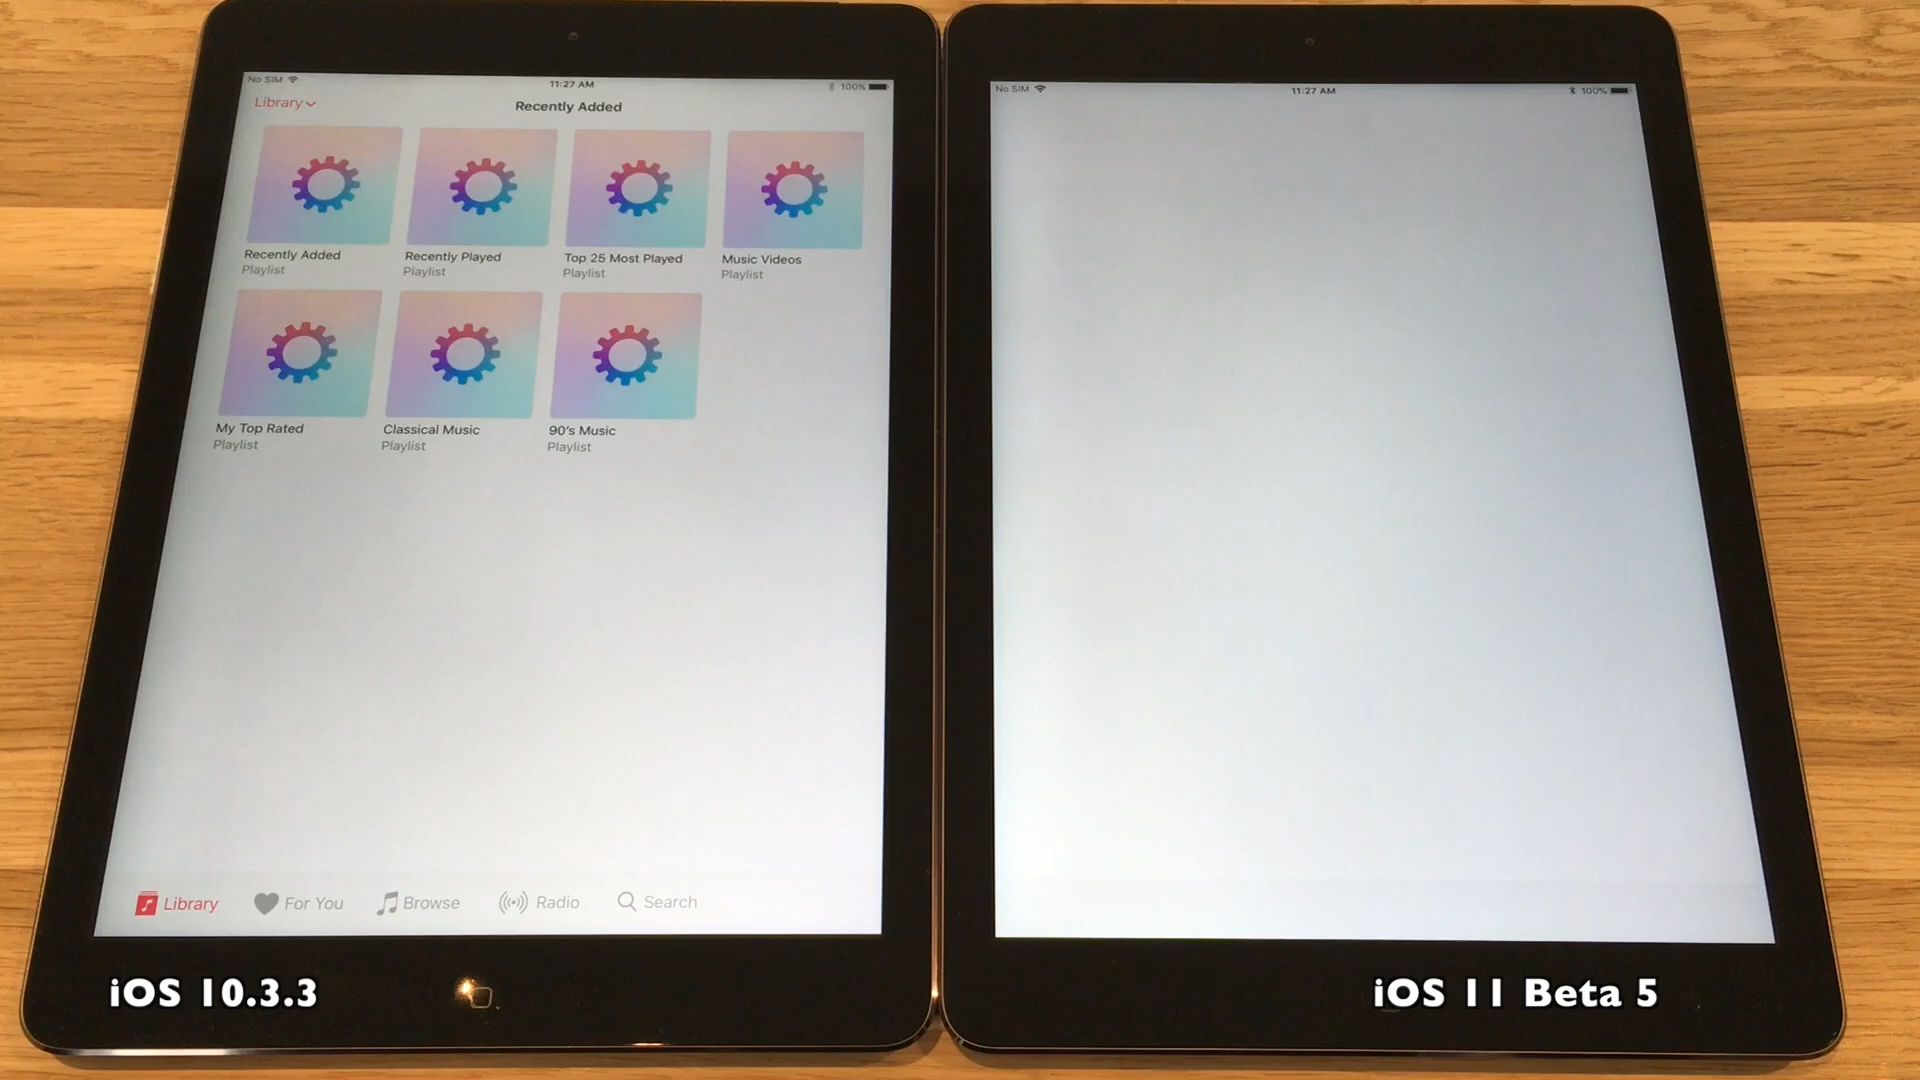 No SIM 11:27 AM 100%
Library Recently Added
Recently Added Recently Played Top 25 Most Played Music Videos
Playlist Playlist Playlist Playlist
My Top Rated Classical Music 90's Music
Playlist Playlist Playlist
Library For You Browse Radio Search
iOS 10.3.3
No SIM 11:27 AM 100%
iOS 11 Beta 5